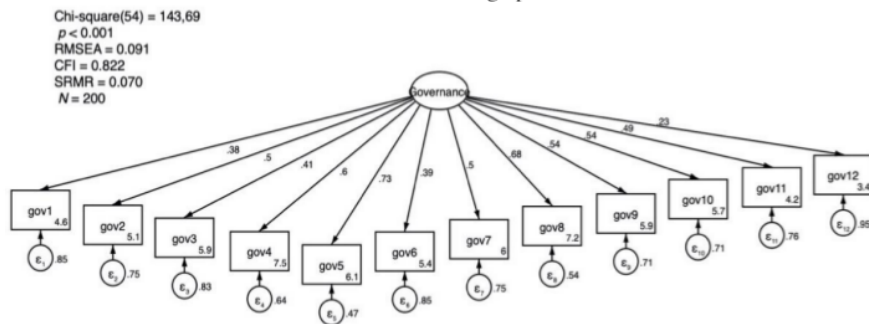 Chi-square(54) = 143,69
p < 0.001
RMSEA = 0.091
CFI = 0.822
SRMR = 0.070
N = 200
Governance
.38 .5 .41 .6 .73 .39 .5 .68 .54 .54 .49 .23
gov1 4.6
gov2 5.1
gov3 5.9
gov4 7.5
gov5 6.1
gov6 5.4
gov7 6
gov8 7.2
gov9 5.9
gov10 5.7
gov11 4.2
gov12 3.4
ε1 .85
ε2 .75
ε3 .83
ε4 .64
ε5 .47
ε6 .85
ε7 .75
ε8 .54
ε9 .71
ε10 .71
ε11 .76
ε12 .95